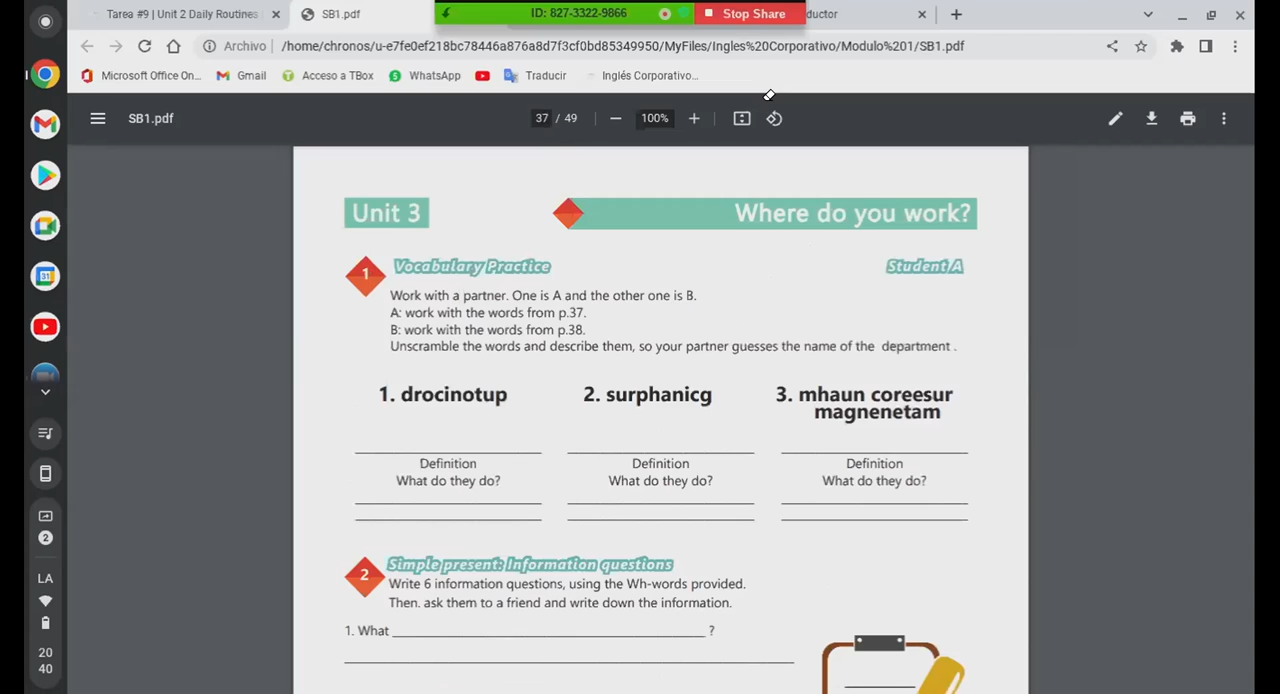 Tarea #9 | Unit 2 Daily Routines
SB1.pdf
ID: 827-3322-9866
Stop Share
ductor
Archivo
/home/chronos/u-e7fe0ef218bc78446a876a8d7f3cf0bd85349950/MyFiles/Ingles%20Corporativo/Modulo%201/SB1.pdf
Microsoft Office On...
Gmail
Acceso a TBox
WhatsApp
Traducir
Inglés Corporativo...
SB1.pdf
37 / 49
100%
Unit 3
Where do you work?
1
Vocabulary Practice
Student A
Work with a partner. One is A and the other one is B.
A: work with the words from p.37.
B: work with the words from p.38.
Unscramble the words and describe them, so your partner guesses the name of the department .
1. drocinotup
2. surphanicg
3. mhaun coreesur
magnenetam
Definition
What do they do?
Definition
What do they do?
Definition
What do they do?
2
Simple present: Information questions
Write 6 information questions, using the Wh-words provided.
Then. ask them to a friend and write down the information.
1. What ?
31
2
LA
20
40